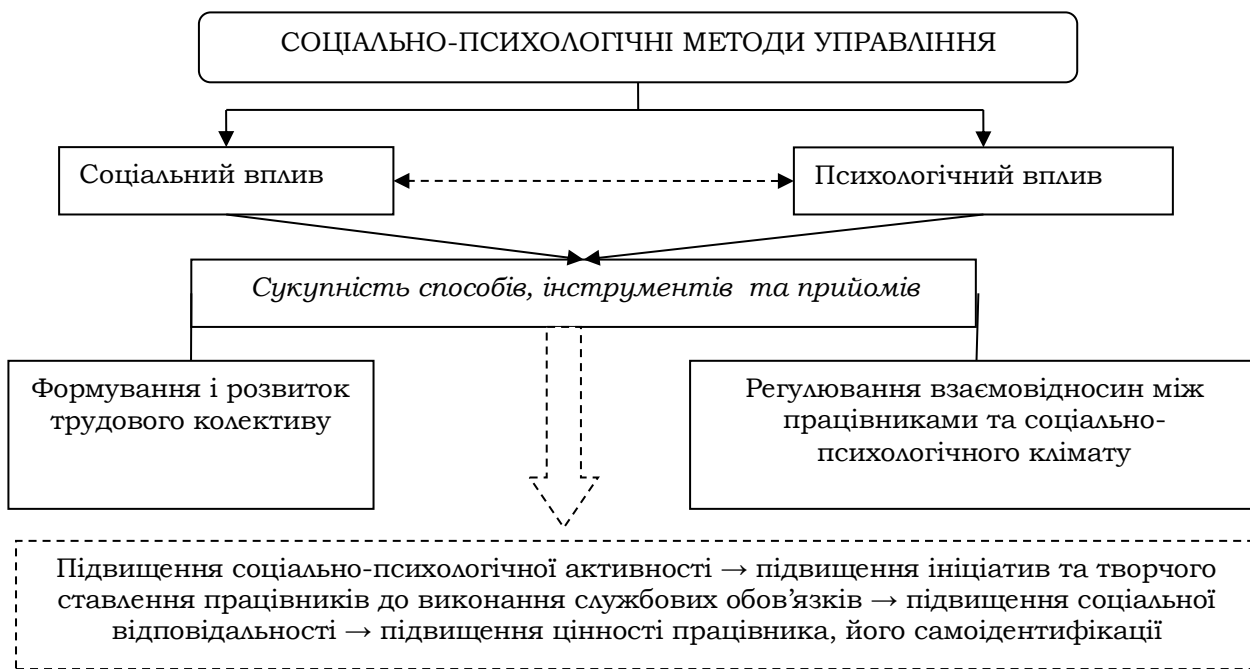 СОЦІАЛЬНО-ПСИХОЛОГІЧНІ МЕТОДИ УПРАВЛІННЯ
Соціальний вплив
Психологічний вплив
Сукупність способів, інструментів та прийомів
Формування і розвиток
трудового колективу
Регулювання взаємовідносин між
працівниками та соціально-
психологічного клімату
Підвищення соціально-психологічної активності → підвищення ініціатив та творчого
ставлення працівників до виконання службових обов’язків → підвищення соціальної
відповідальності → підвищення цінності працівника, його самоідентифікації